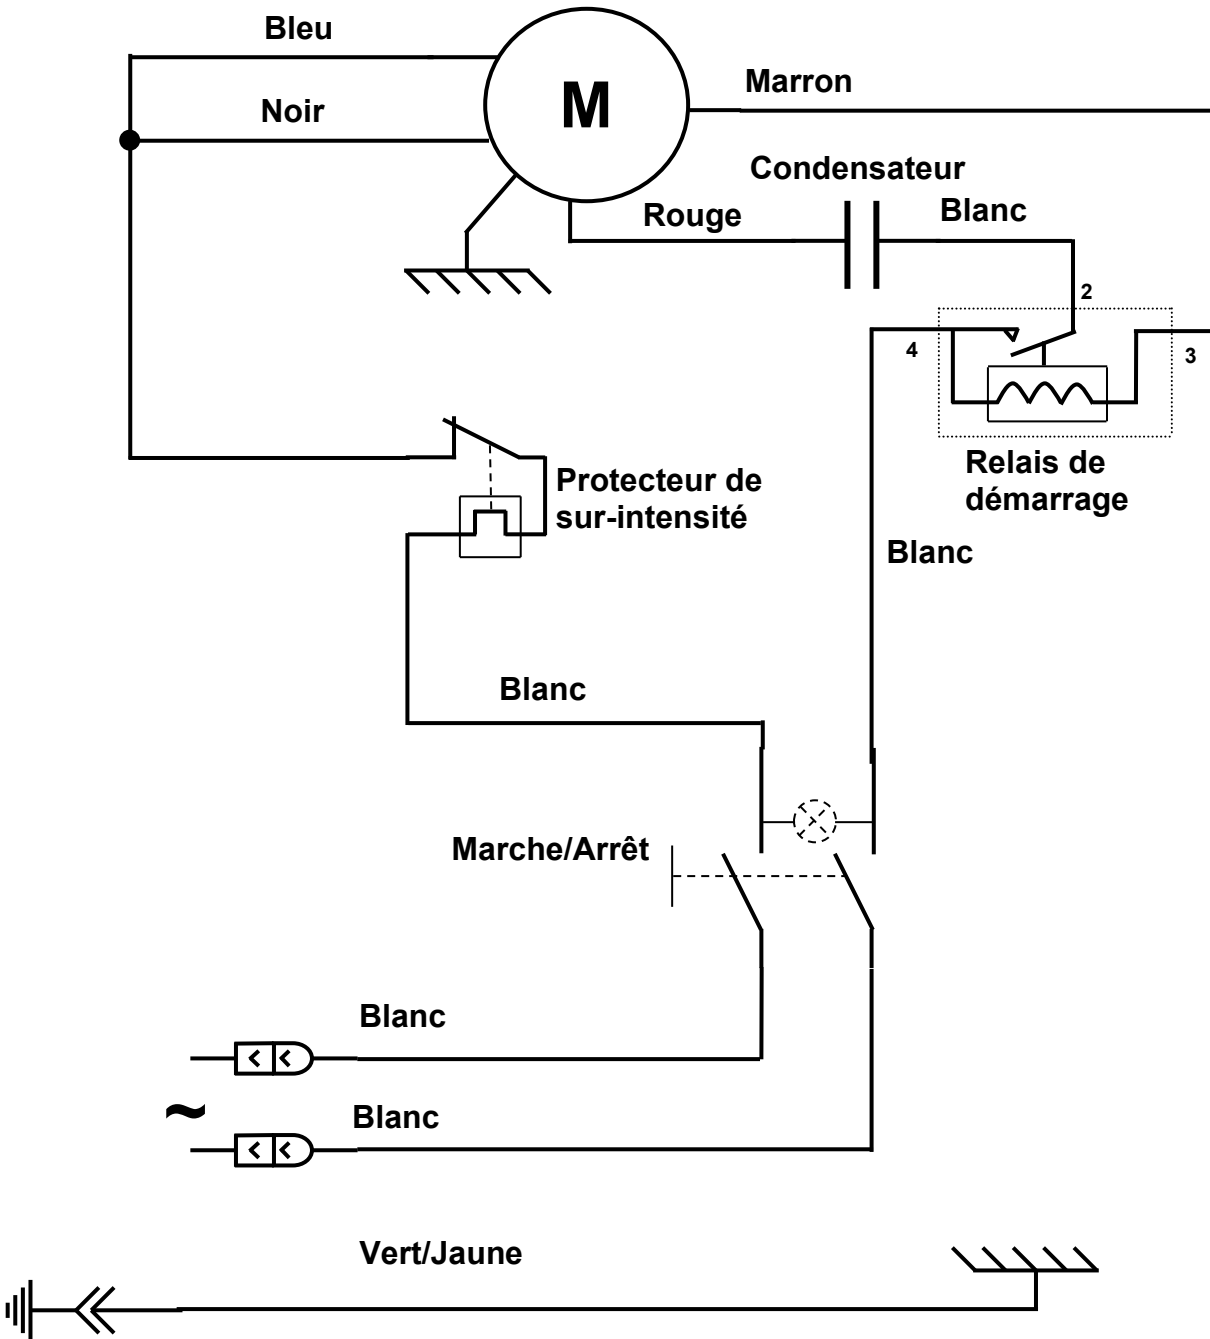 Bleu
Noir
M
Marron
Condensateur
Rouge
Blanc
2
4
3
Relais de
démarrage
Protecteur de
sur-intensité
Blanc
Blanc
Marche/Arrêt
Blanc
~
Blanc
Vert/Jaune